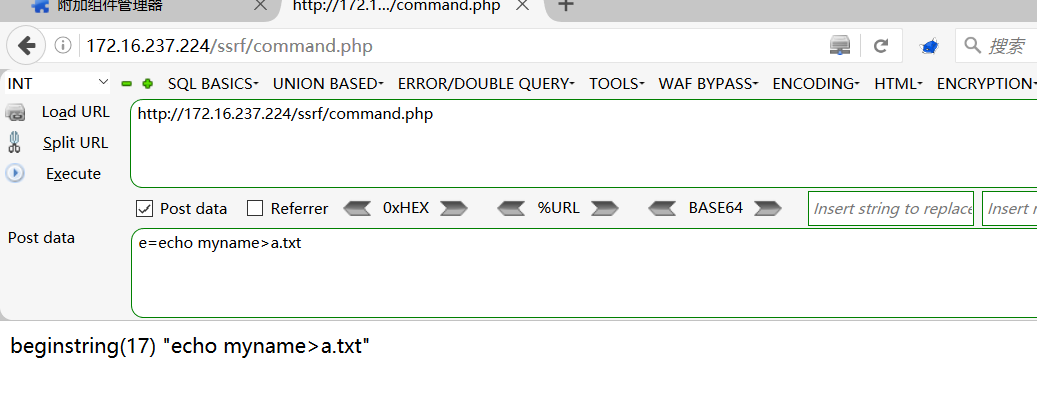 附加组件管理器 http://172.1.../command.php
172.16.237.224/ssrf/command.php 搜索
INT SQL BASICS UNION BASED ERROR/DOUBLE QUERY TOOLS WAF BYPASS ENCODING HTML ENCRYPTION
Load URL http://172.16.237.224/ssrf/command.php
Split URL
Execute
Post data Referrer 0xHEX %URL BASE64 Insert string to replace Insert r
Post data e=echo myname>a.txt
beginstring(17) "echo myname>a.txt"